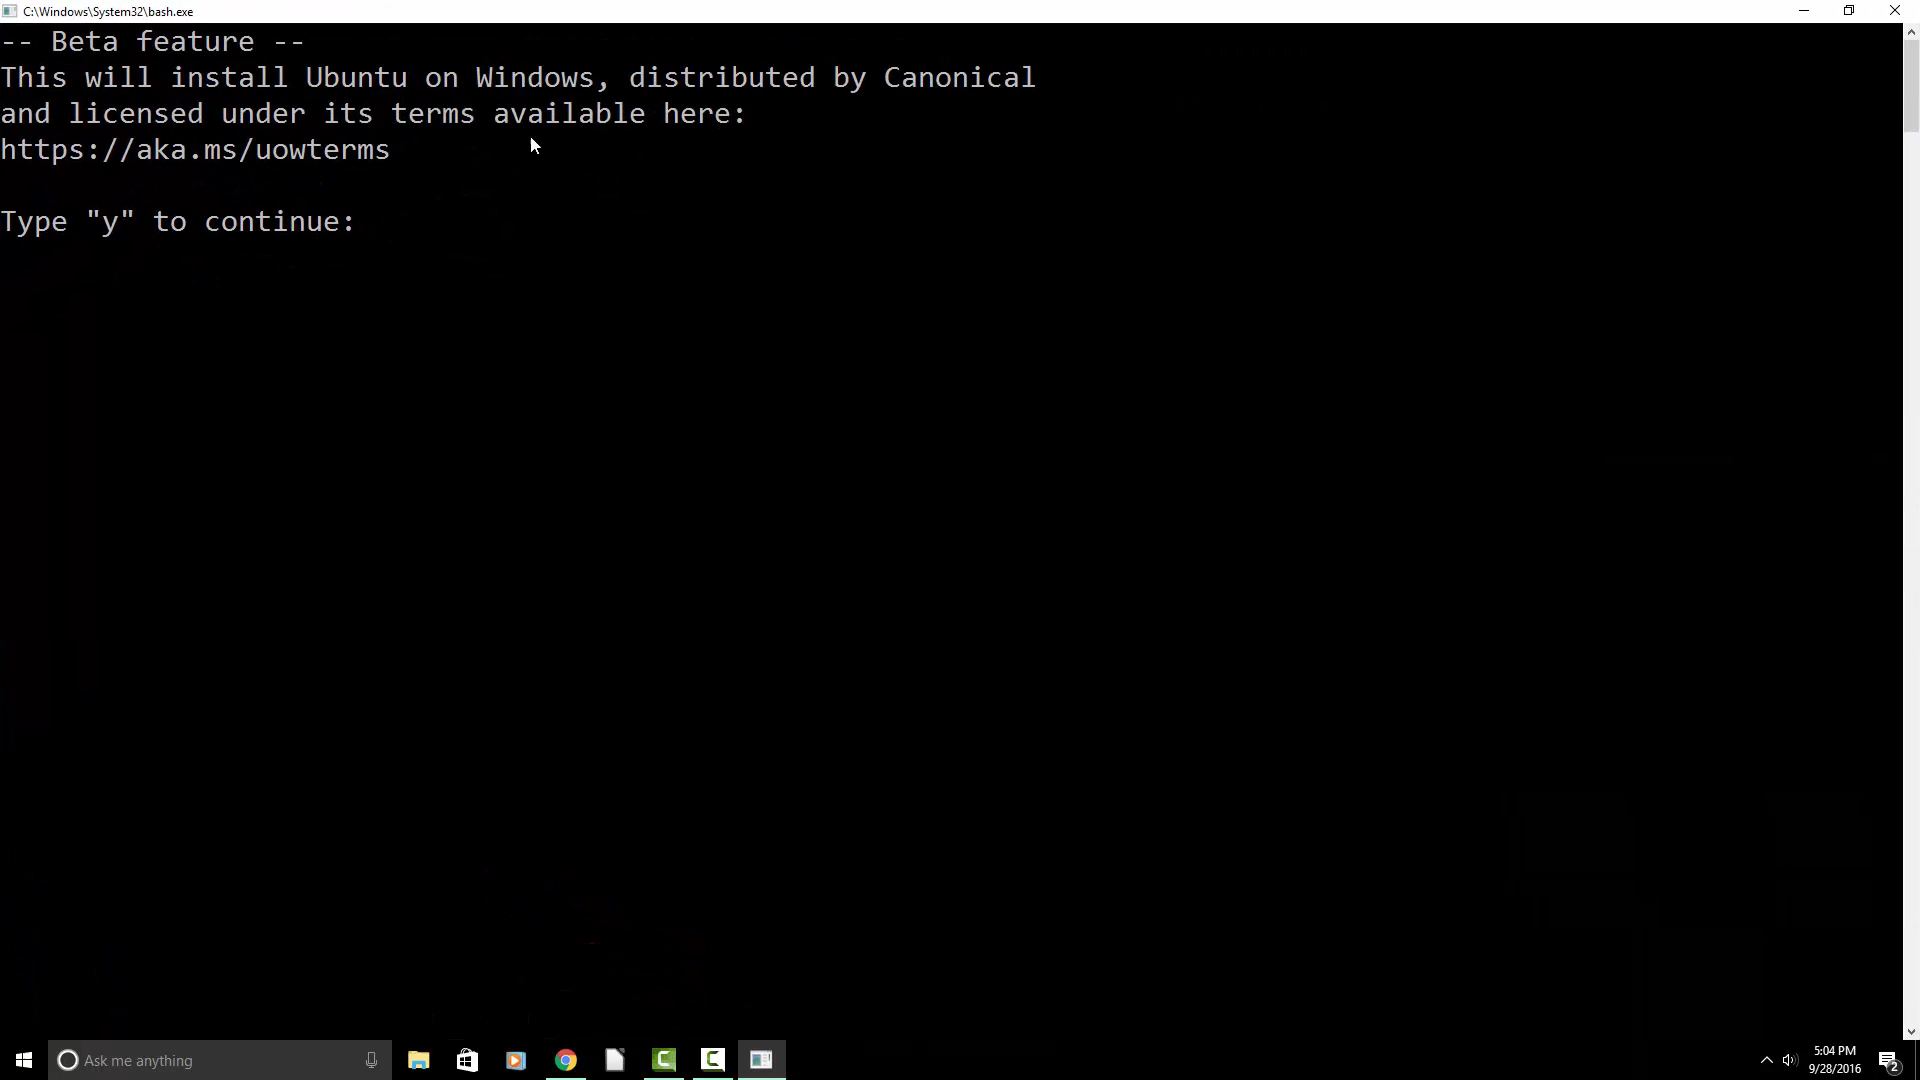 C:\Windows\System32\bash.exe
-- Beta feature --
This will install Ubuntu on Windows, distributed by Canonical
and licensed under its terms available here:
https://aka.ms/uowterms
Type "y" to continue:
Ask me anything
5:04 PM
9/28/2016
2